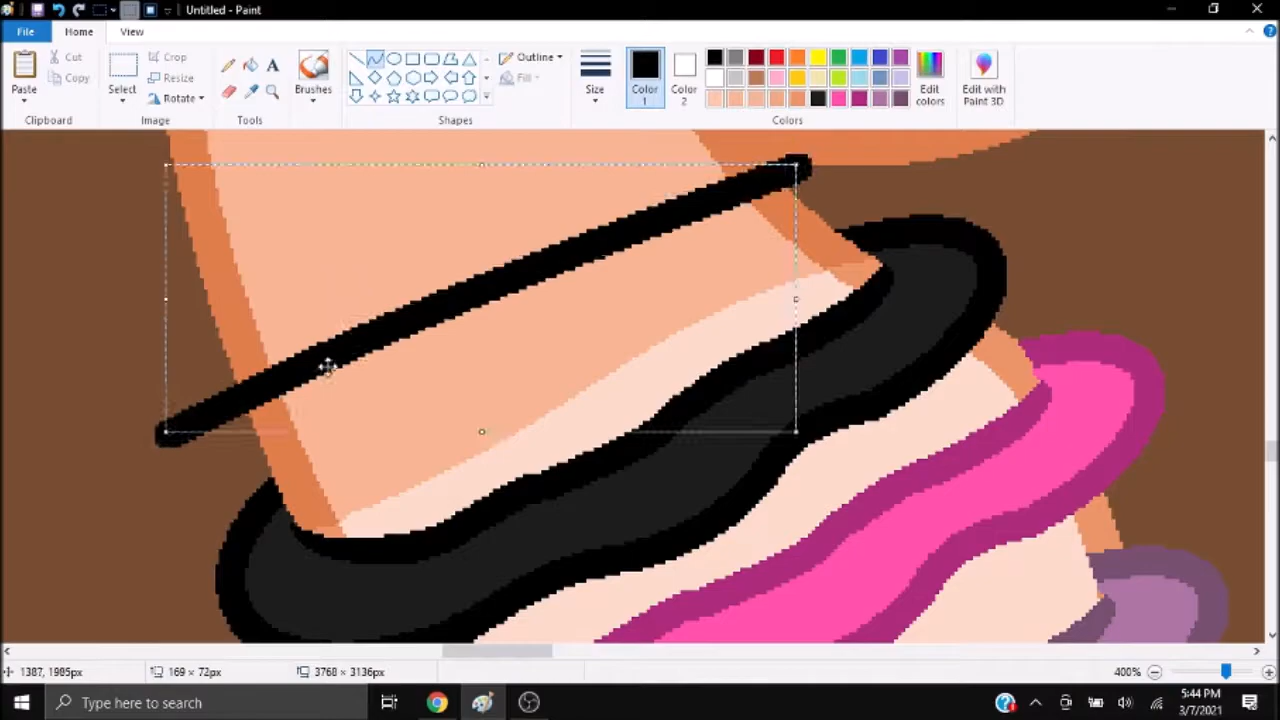 Untitled - Paint
File Home View
Paste
Cut
Copy
Clipboard
Select
Crop
Resize
Rotate
Image
Tools
Brushes
Outline
Fill
Shapes
Size
Color
1
Color
2
Edit
colors
Colors
Edit with
Paint 3D
1387, 1985px
169 × 72px
3768 × 3136px
400%
Type here to search
5:44 PM
3/7/2021